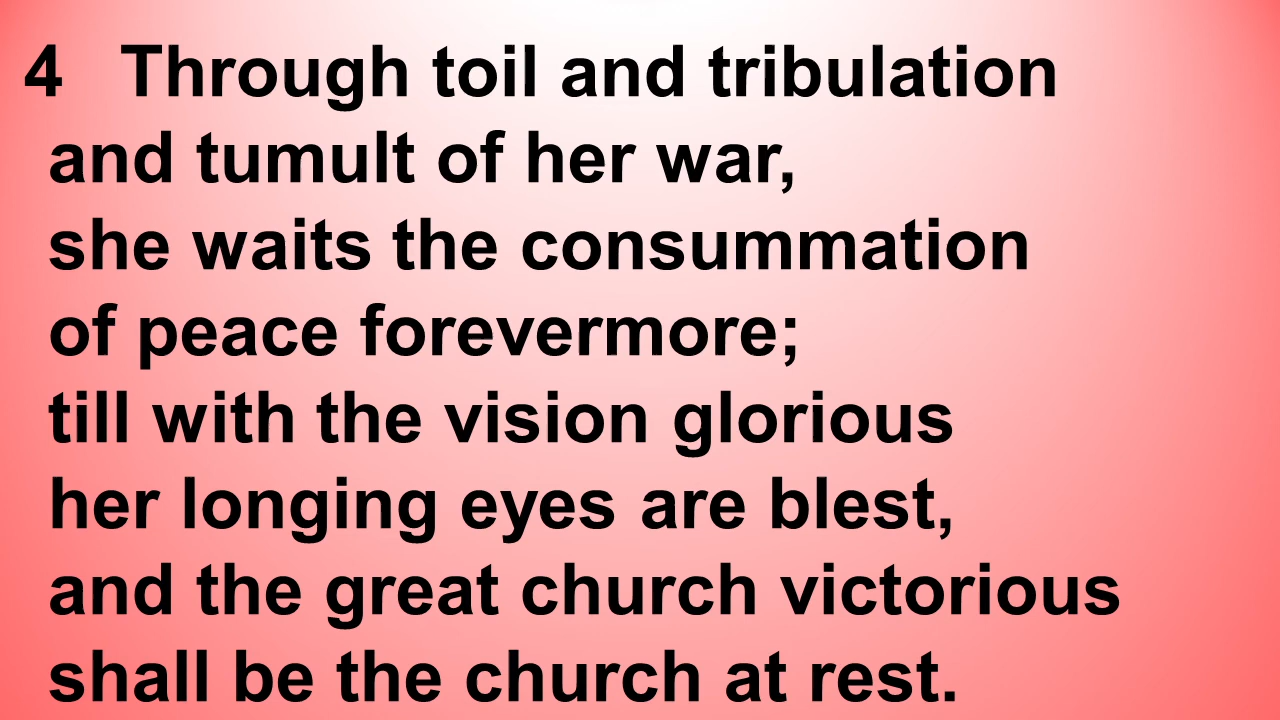 4 Through toil and tribulation
and tumult of her war,
she waits the consummation
of peace forevermore;
till with the vision glorious
her longing eyes are blest,
and the great church victorious
shall be the church at rest.